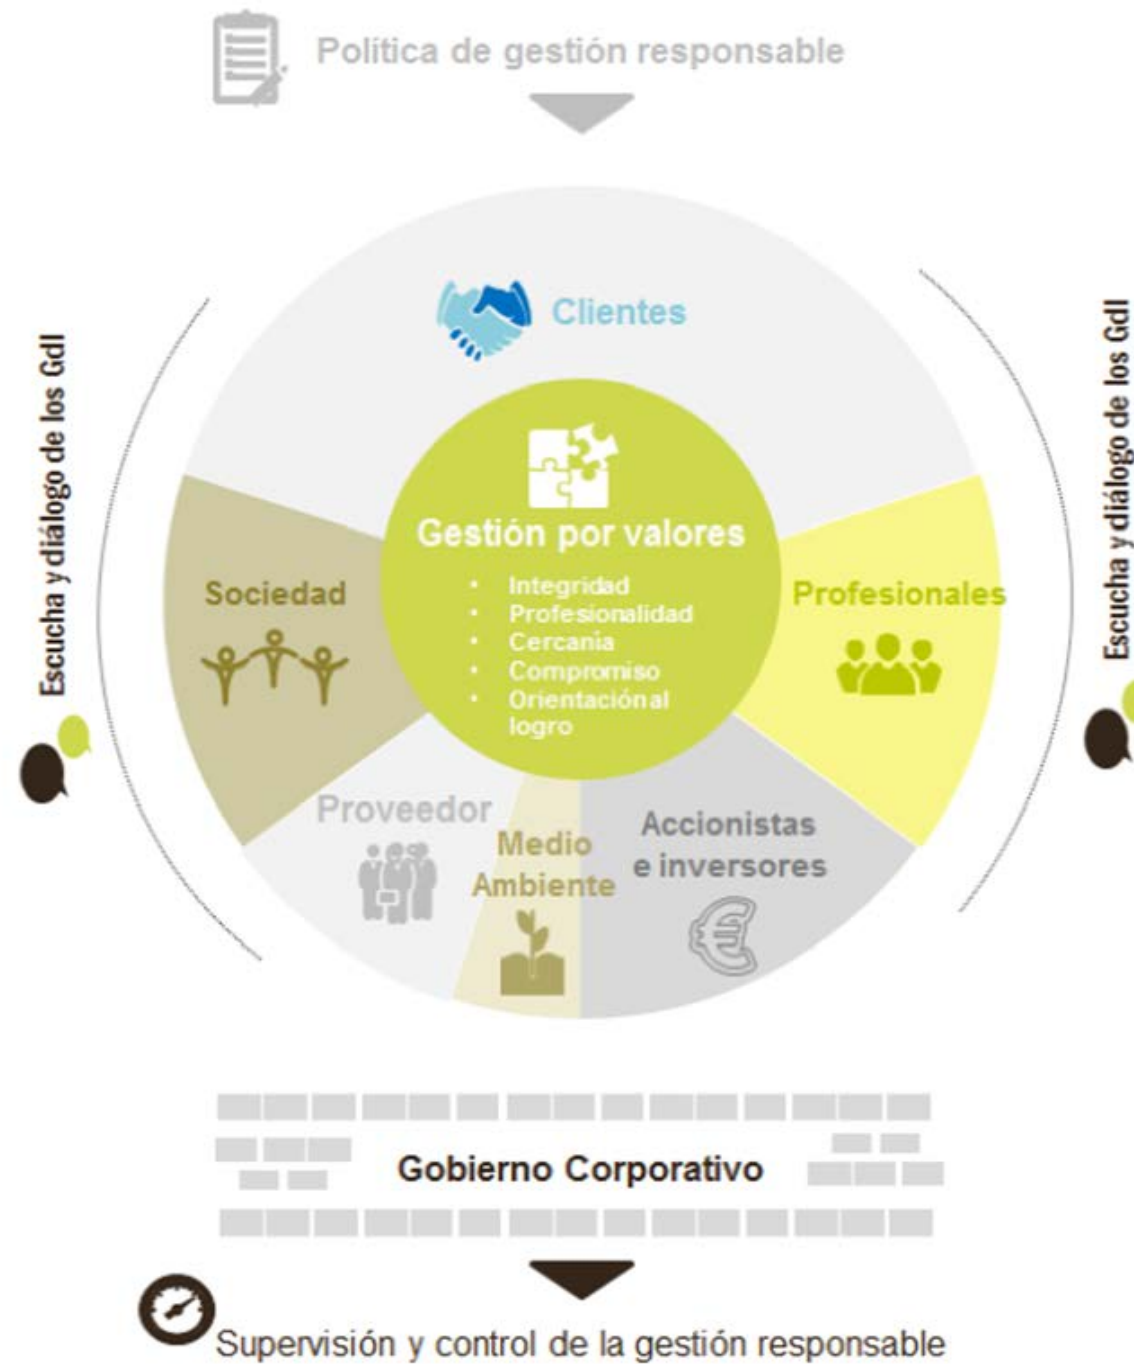 Política de gestión responsable
Clientes
Escucha y diálogo de los GdI
Escucha y diálogo de los GdI
Gestión por valores
• Integridad
• Profesionalidad
• Cercanía
• Compromiso
• Orientación al
logro
Sociedad
Profesionales
Proveedor
Medio
Ambiente
Accionistas
e inversores
Gobierno Corporativo
Supervisión y control de la gestión responsable